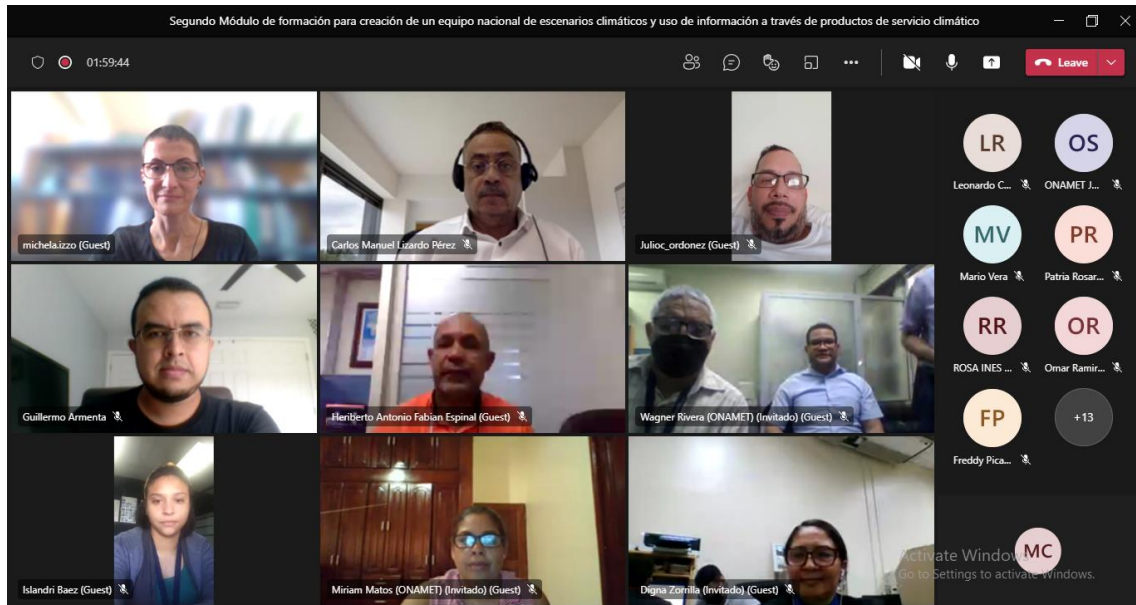 Segundo Módulo de formación para creación de un equipo nacional de escenarios climáticos y uso de información a través de productos de servicio climático
01:59:44
Leave
michela.izzo (Guest)
Carlos Manuel Lizardo Pérez
Julioc_ordonez (Guest)
LR
OS
Leonardo C...
ONAMET J...
MV
PR
Mario Vera
Patria Rosar...
Guillermo Armenta
Heriberto Antonio Fabian Espinal (Guest)
Wagner Rivera (ONAMET) (Invitado) (Guest)
RR
OR
ROSA INES ...
Omar Ramir...
FP
+13
Freddy Pica...
Islandri Baez (Guest)
Miriam Matos (ONAMET) (Invitado) (Guest)
Digna Zorrilla (Invitado) (Guest)
MC
Activate Windows
Go to Settings to activate Windows.